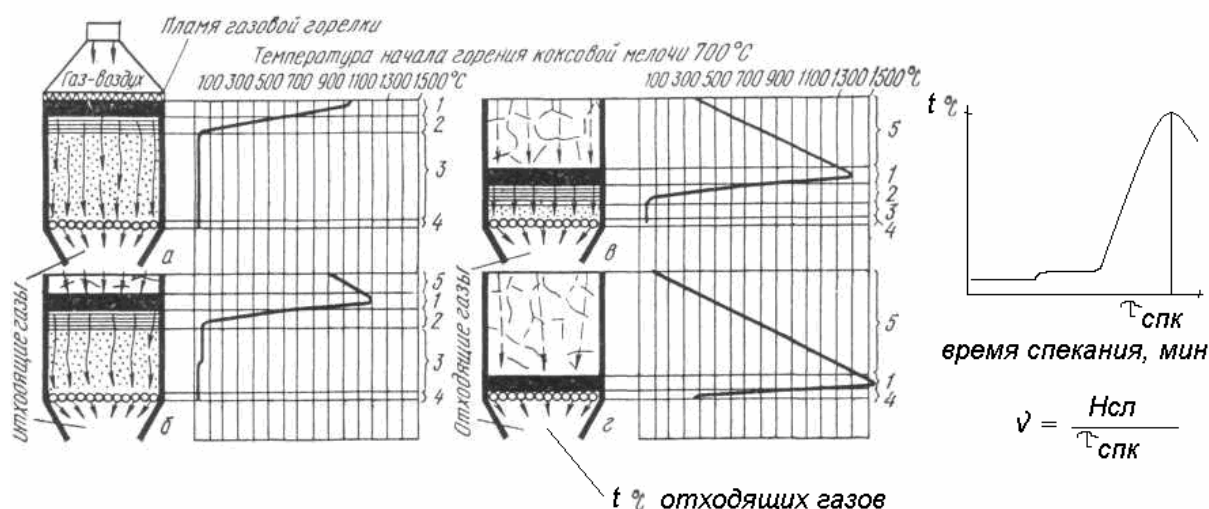 Пламя газовой горелки
Температура начала горения коксовой мелочи 700°С
Газ-воздух
100 300 500 700 900 1100 1300 1500°С
100 300 500 700 900 1100 1300 1500℃
1
2
3
4
а
Отходящие газы
5
1
2
3
4
б
5
1
2
3
4
в
Отходящие газы
5
1
4
г
t ℃ отходящих газов
t ℃
τ спк
время спекания, мин
ν = Нсл / τ спк